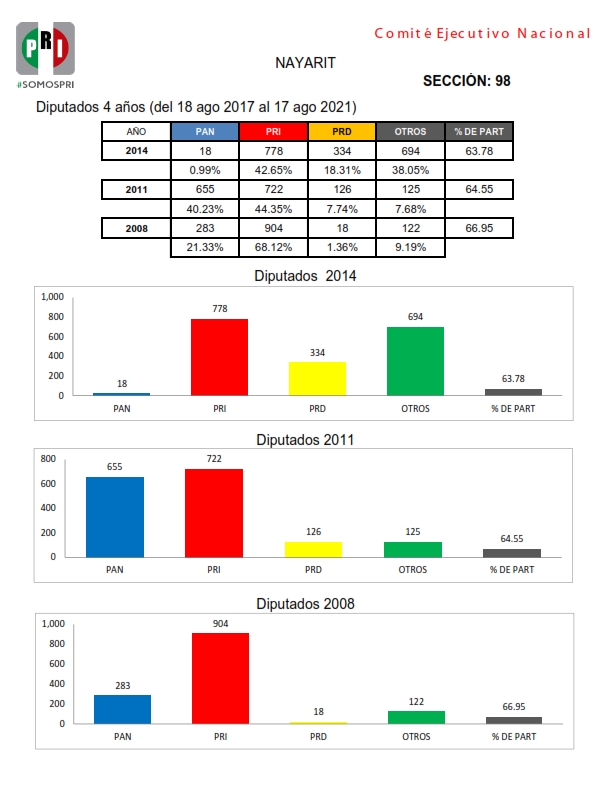 Comité Ejecutivo Nacional
PRI
#SOMOSPRI
NAYARIT
SECCIÓN: 98
Diputados 4 años (del 18 ago 2017 al 17 ago 2021)
AÑO PAN PRI PRD OTROS % DE PART
2014 18 778 334 694 63.78
0.99% 42.65% 18.31% 38.05%
2011 655 722 126 125 64.55
40.23% 44.35% 7.74% 7.68%
2008 283 904 18 122 66.95
21.33% 68.12% 1.36% 9.19%
Diputados 2014
1,000
800
600
400
200
0
18 778 334 694 63.78
PAN PRI PRD OTROS % DE PART
Diputados 2011
800
600
400
200
0
655 722 126 125 64.55
PAN PRI PRD OTROS % DE PART
Diputados 2008
1,000
800
600
400
200
0
283 904 18 122 66.95
PAN PRI PRD OTROS % DE PART